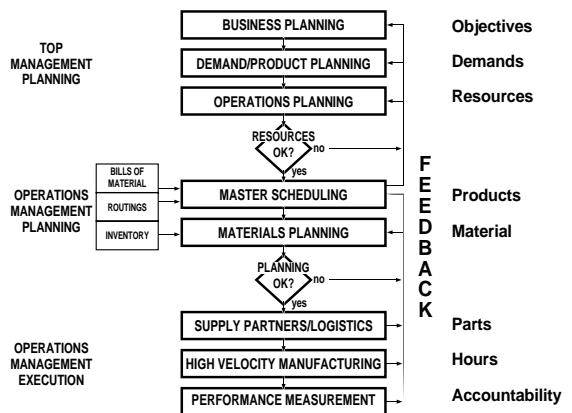 BUSINESS PLANNING
Objectives
TOP
MANAGEMENT
PLANNING
DEMAND/PRODUCT PLANNING
Demands
OPERATIONS PLANNING
Resources
RESOURCES
OK?
no
yes
BILLS OF
MATERIAL
ROUTINGS
INVENTORY
OPERATIONS
MANAGEMENT
PLANNING
MASTER SCHEDULING
Products
MATERIALS PLANNING
Material
FEEDBACK
PLANNING
OK?
no
yes
SUPPLY PARTNERS/LOGISTICS
Parts
OPERATIONS
MANAGEMENT
EXECUTION
HIGH VELOCITY MANUFACTURING
Hours
PERFORMANCE MEASUREMENT
Accountability